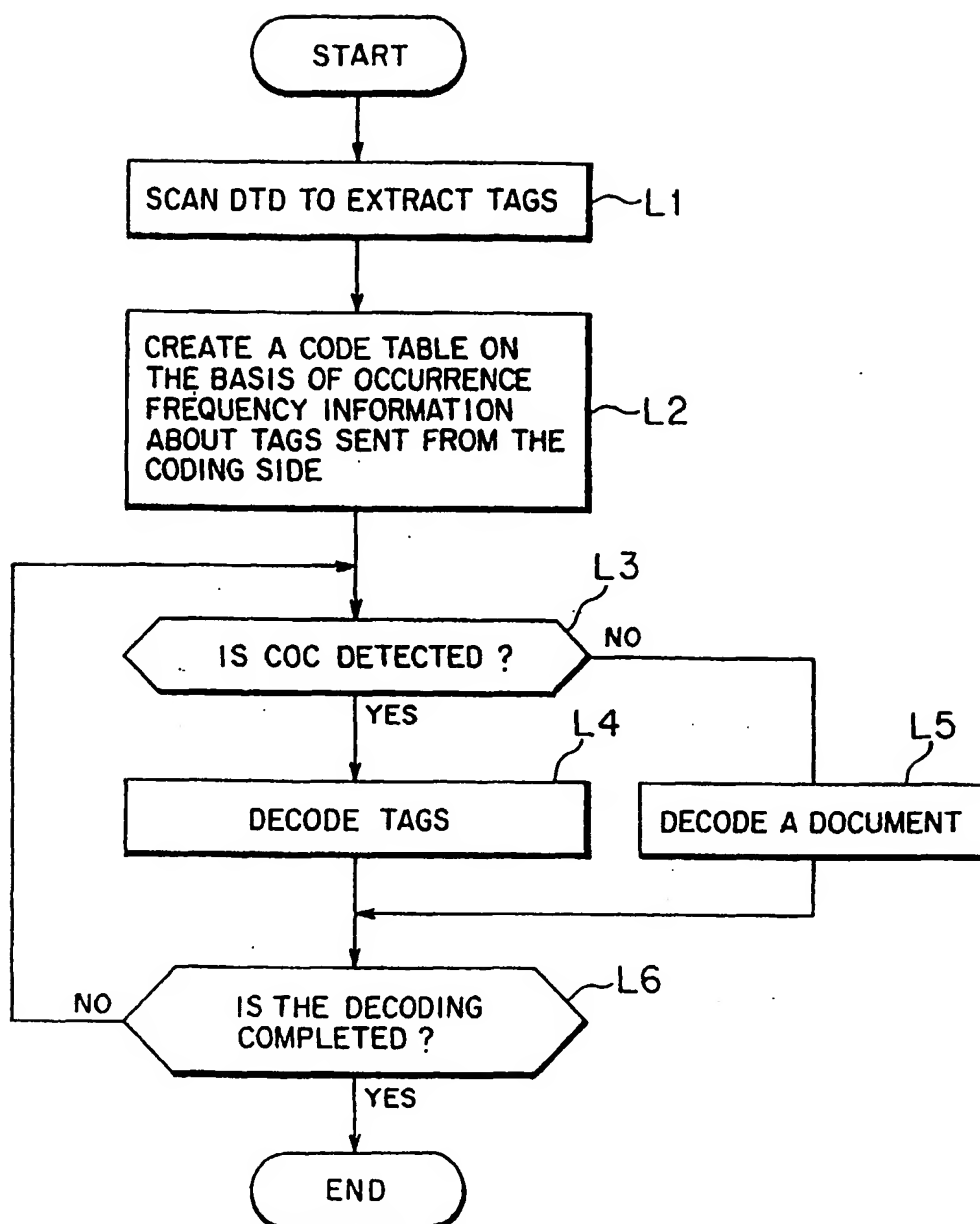 START
SCAN DTD TO EXTRACT TAGS
L1
CREATE A CODE TABLE ON
THE BASIS OF OCCURRENCE
FREQUENCY INFORMATION
ABOUT TAGS SENT FROM THE
CODING SIDE
L2
L3
IS COC DETECTED ?
NO
YES
L4
DECODE TAGS
L5
DECODE A DOCUMENT
L6
IS THE DECODING
COMPLETED ?
NO
YES
END